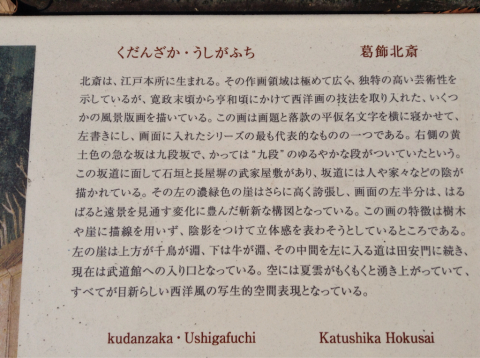 くだんざか・うしがふち　葛飾北斎
北斎は、江戸本所に生まれる。その作画領域は極めて広く、独特の高い芸術性を
示しているが、寛政末頃から亨和頃にかけて西洋画の技法を取り入れた、いくつ
かの風景版画を描いている。この画は画題と落款の平仮名文字を横に寝かせて、
左書きにし、画面に入れたシリーズの最も代表的なものの一つである。右側の黄
土色の急な坂は九段坂で、かっては“九段”のゆるやかな段がついていたという。
この坂道に面して石垣と長屋塀の武家屋敷があり、坂道には人や家々などの陰が
描かれている。その左の濃緑色の崖はさらに高く誇張し、画面の左半分は、はる
ばると遠景を見通す変化に豊んだ斬新な構図となっている。この画の特徴は樹木
や崖に描線を用いず、陰影をつけて立体感を表わそうとしているところである。
左の崖は上方が千鳥が淵、下は牛が淵、その中間を左に入る道は田安門に続き、
現在は武道館への入り口となっている。空には夏雲がもくもくと湧き上がっていて、
すべてが目新らしい西洋風の写生的空間表現となっている。
kudanzaka・Ushigafuchi　Katushika Hokusai